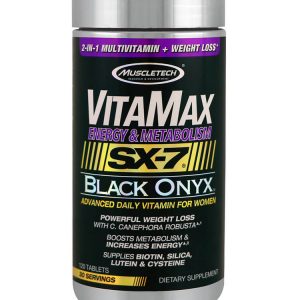 2-IN-1 MULTIVITAMIN + WEIGHT LOSS▲
MUSCLETECH
VITAMAX
ENERGY & METABOLISM
SX-7®
BLACK ONYX
ADVANCED DAILY VITAMIN FOR WOMEN
POWERFUL WEIGHT LOSS
WITH C. CANEPHORA ROBUSTA
BOOSTS METABOLISM &
INCREASES ENERGY
SUPPLIES BIOTIN, SILICA,
LUTEIN & CYSTEINE
120 TABLETS
30 SERVINGS
DIETARY SUPPLEMENT